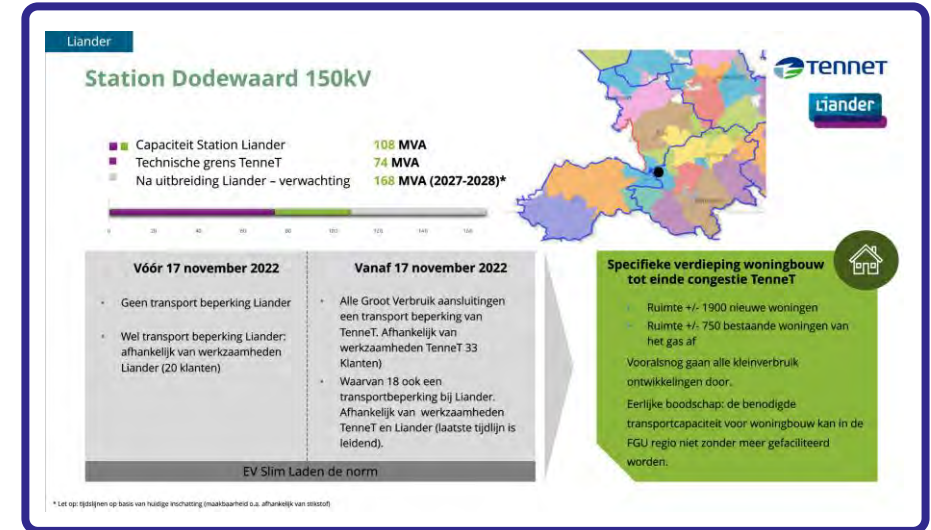 Liander
Station Dodewaard 150kV
TenneT
Liander
Capaciteit Station Liander 108 MVA
Technische grens TenneT 74 MVA
Na uitbreiding Liander – verwachting 168 MVA (2027-2028)*
0 20 40 60 80 100 120 140 160
Vóór 17 november 2022
Geen transport beperking Liander
Wel transport beperking Liander:
afhankelijk van werkzaamheden
Liander (20 klanten)
Vanaf 17 november 2022
Alle Groot Verbruik aansluitingen
een transport beperking van
TenneT. Afhankelijk van
werkzaamheden TenneT 33
Klanten)
Waarvan 18 ook een
transportbeperking bij Liander.
Afhankelijk van werkzaamheden
TenneT en Liander (laatste tijdlijn is
leidend).
EV Slim Laden de norm
Specifieke verdieping woningbouw
tot einde congestie TenneT
Ruimte +/- 1900 nieuwe woningen
Ruimte +/- 750 bestaande woningen van
het gas af
Vooralsnog gaan alle kleinverbruik
ontwikkelingen door.
Eerlijke boodschap: de benodigde
transportcapaciteit voor woningbouw kan in de
FGU regio niet zonder meer gefaciliteerd
worden.
* Let op: tijdslijnen op basis van huidige inschatting (maakbaarheid o.a. afhankelijk van stikstof)